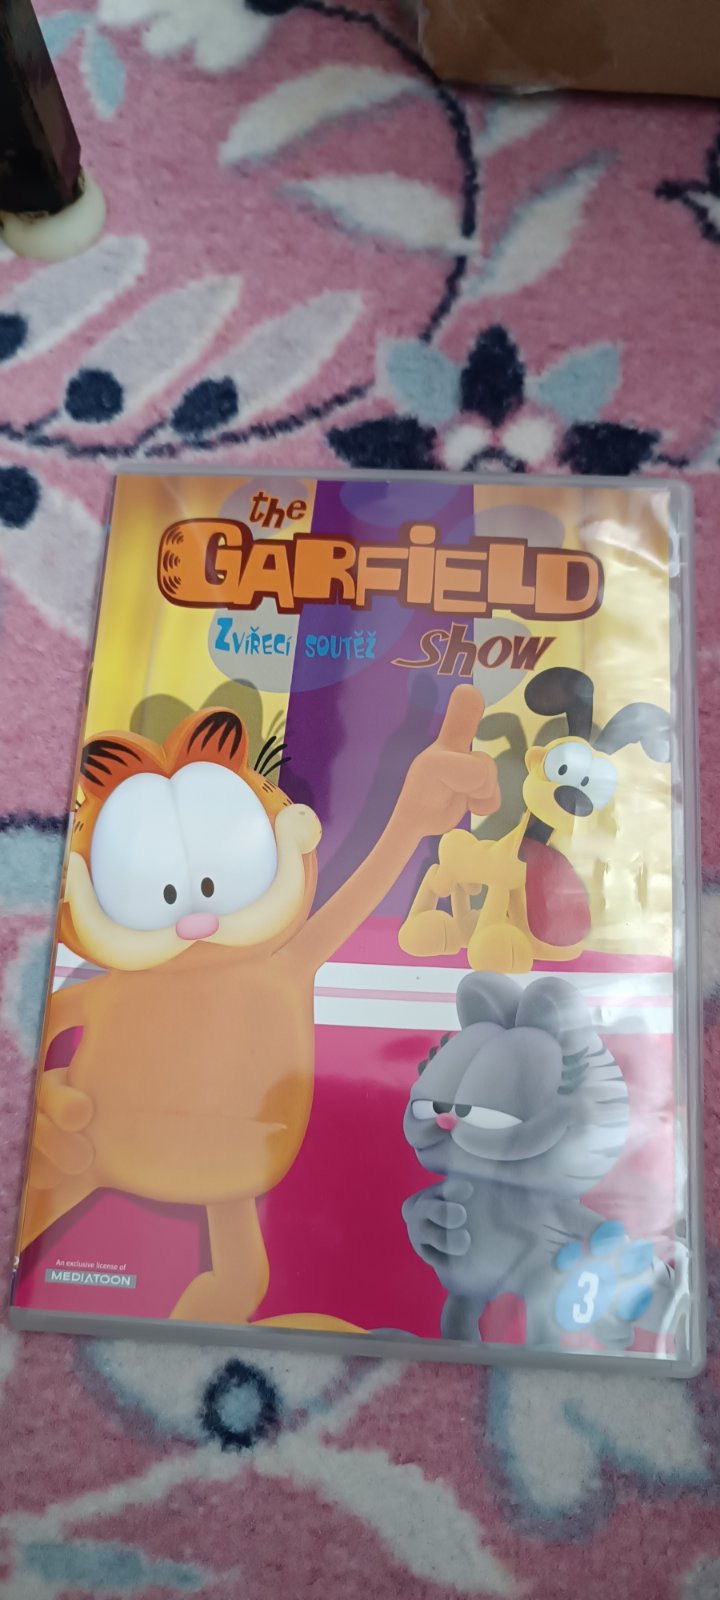 the
GARFIELD
ZVÍŘECÍ SOUTĚŽ show
An exclusive license of
MEDIATOON
3